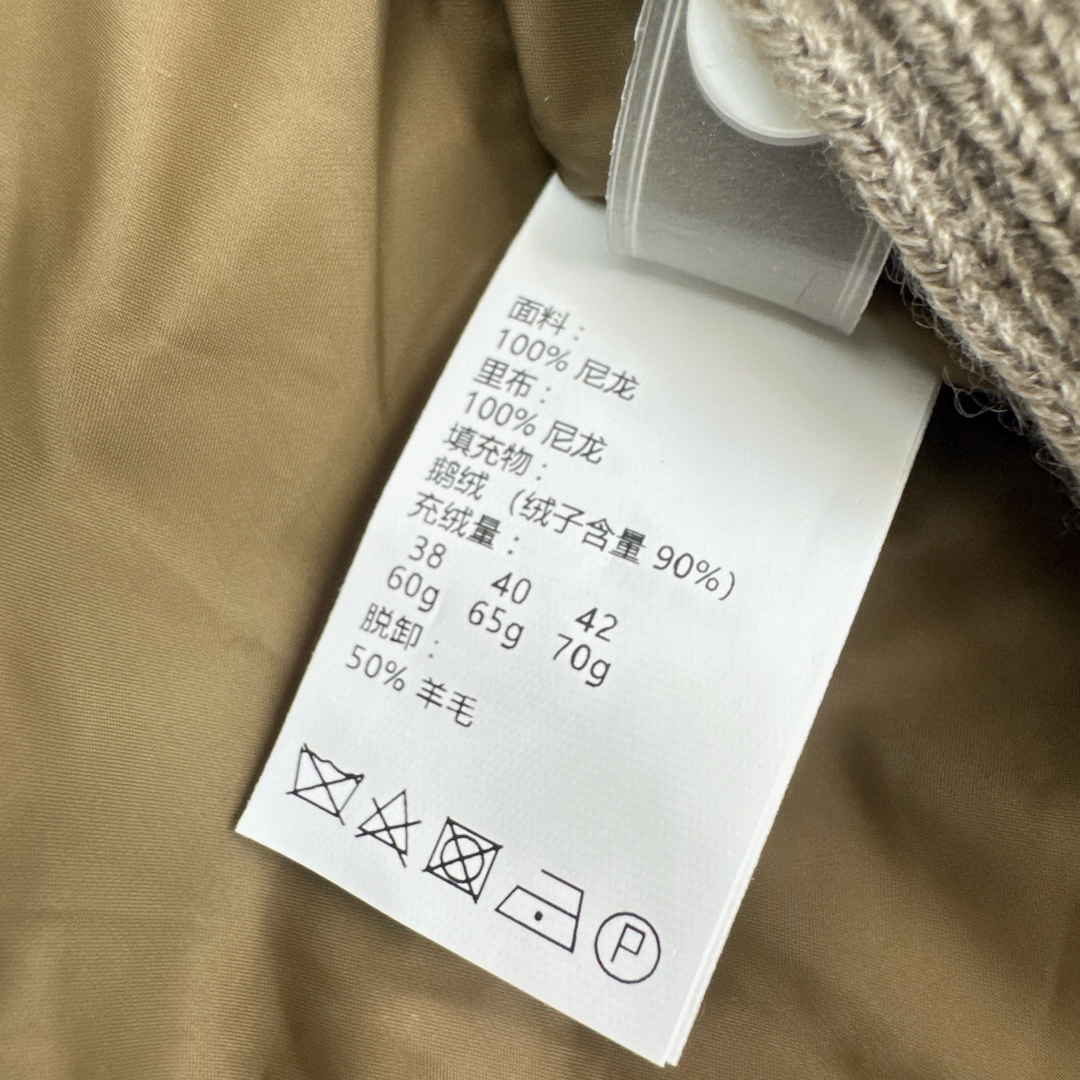 面料：
100% 尼龙
里布：
100% 尼龙
填充物：
鹅绒 （绒子含量 90%）
充绒量：
38 40 42
60g 65g 70g
脱卸：
50% 羊毛
P